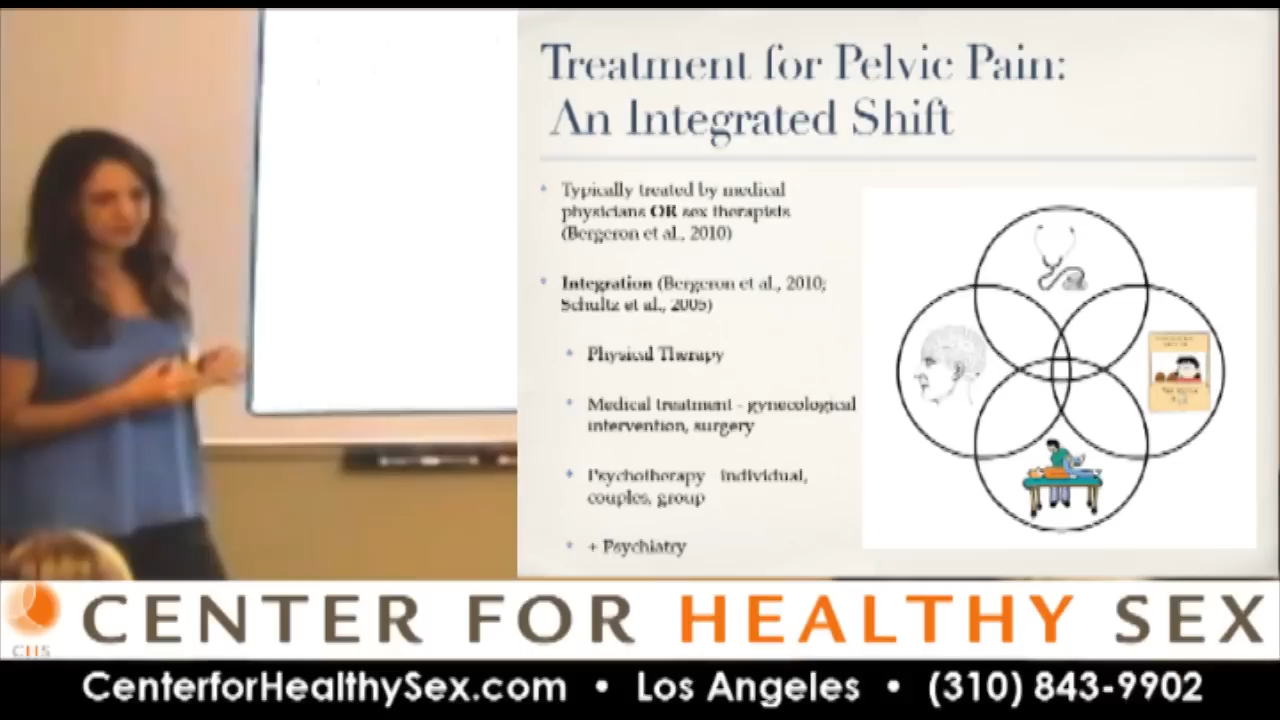 Treatment for Pelvic Pain:
An Integrated Shift
Typically treated by medical
physicians OR sex therapists
(Bergeron et al., 2010)
Integration (Bergeron et al., 2010;
Schultz et al., 2005)
Physical Therapy
Medical treatment - gynecological
intervention, surgery
Psychotherapy individual,
couples, group
+ Psychiatry
CHS
CENTER FOR HEALTHY SEX
CenterforHealthySex.com • Los Angeles • (310) 843-9902